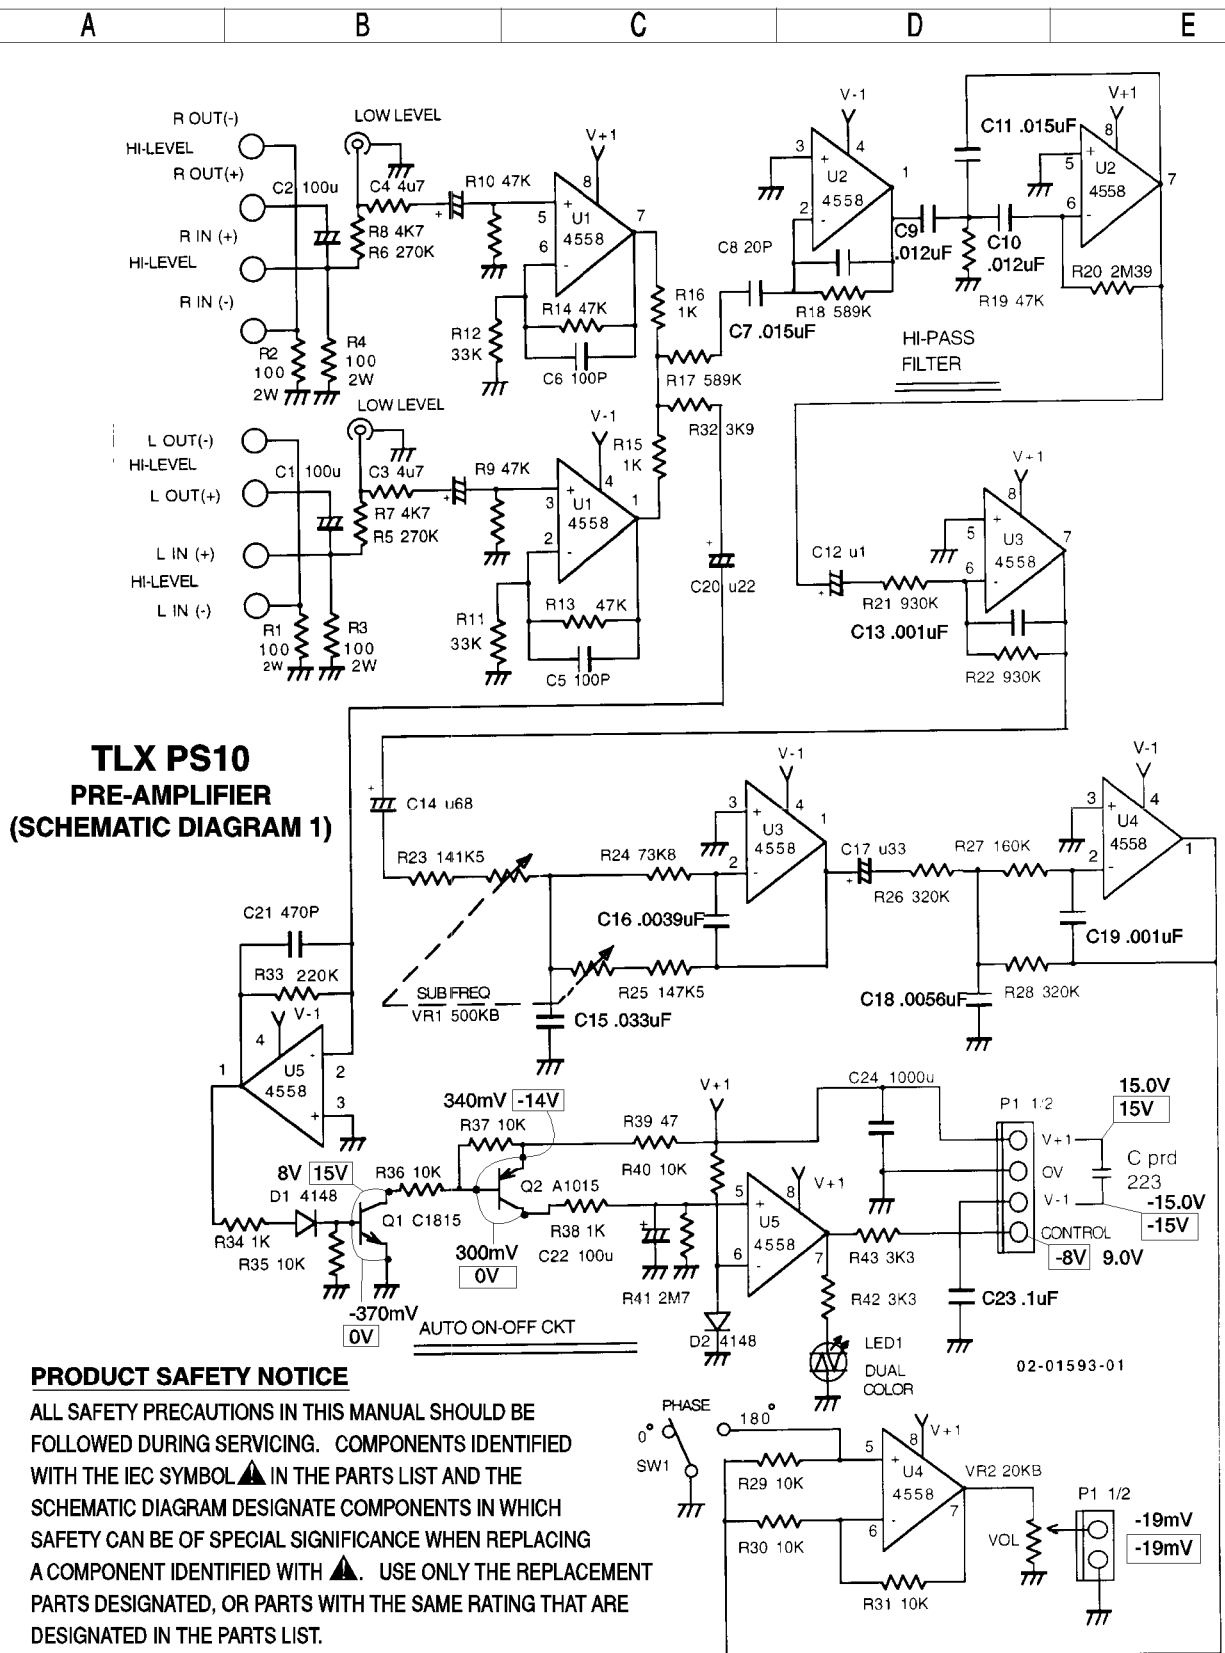 A B C D E
R OUT(-)
HI-LEVEL
R OUT(+)
C2 100u
R IN (+)
HI-LEVEL
R IN (-)
R2
100
2W
R4
100
2W
LOW LEVEL
C4 4u7
+
R8 4K7
R6 270K
R10 47K
V+1
8
5
+
U1
4558
7
6
-
R14 47K
R12
33K
C6 100P
R16
1K
R17 589K
R32 3K9
R15
1K
C7 .015uF
C8 20P
V-1
3
+
4
U2
4558
1
2
-
R18 589K
C9
.012uF
C10
.012uF
C11 .015uF
R19 47K
V+1
8
5
+
U2
4558
7
6
-
R20 2M39
HI-PASS
FILTER
L OUT(-)
HI-LEVEL
L OUT(+)
C1 100u
L IN (+)
HI-LEVEL
L IN (-)
R1
100
2W
R3
100
2W
LOW LEVEL
C3 4u7
+
R7 4K7
R5 270K
R9 47K
V-1
4
3
+
U1
4558
1
2
-
R13 47K
R11
33K
C5 100P
+
C20 u22
C12 u1
+
R21 930K
C13 .001uF
V+1
8
5
+
U3
4558
7
6
-
R22 930K
TLX PS10
PRE-AMPLIFIER
(SCHEMATIC DIAGRAM 1)
+
C14 u68
R23 141K5
R24 73K8
C16 .0039uF
SUB FREQ
VR1 500KB
R25 147K5
C15 .033uF
V-1
3
+
4
U3
4558
1
2
-
C17 u33
+
R26 320K
R27 160K
C18 .0056uF
R28 320K
C19 .001uF
V-1
3
+
4
U4
4558
1
2
-
C21 470P
R33 220K
V-1
4
1
U5
4558
-
2
+
3
340mV -14V
R37 10K
8V 15V
R36 10K
D1 4148
Q1 C1815
R34 1K
R35 10K
-370mV
0V
Q2 A1015
300mV
0V
R38 1K
C22 100u
+
R39 47
R40 10K
R41 2M7
V+1
D2 4148
5
+
8
V+1
U5
4558
7
6
-
R43 3K3
R42 3K3
LED1
DUAL
COLOR
C24 1000u
C23 .1uF
P1 1/2
V+1
OV
V-1
CONTROL
15.0V
15V
C prd
223
-15.0V
-15V
-8V 9.0V
AUTO ON-OFF CKT
02-01593-01
PHASE
0°
180°
SW1
R29 10K
R30 10K
R31 10K
V+1
8
5
+
U4
4558
7
6
-
VR2 20KB
VOL
P1 1/2
-19mV
-19mV
PRODUCT SAFETY NOTICE
ALL SAFETY PRECAUTIONS IN THIS MANUAL SHOULD BE
FOLLOWED DURING SERVICING. COMPONENTS IDENTIFIED
WITH THE IEC SYMBOL IN THE PARTS LIST AND THE
SCHEMATIC DIAGRAM DESIGNATE COMPONENTS IN WHICH
SAFETY CAN BE OF SPECIAL SIGNIFICANCE WHEN REPLACING
A COMPONENT IDENTIFIED WITH . USE ONLY THE REPLACEMENT
PARTS DESIGNATED, OR PARTS WITH THE SAME RATING THAT ARE
DESIGNATED IN THE PARTS LIST.